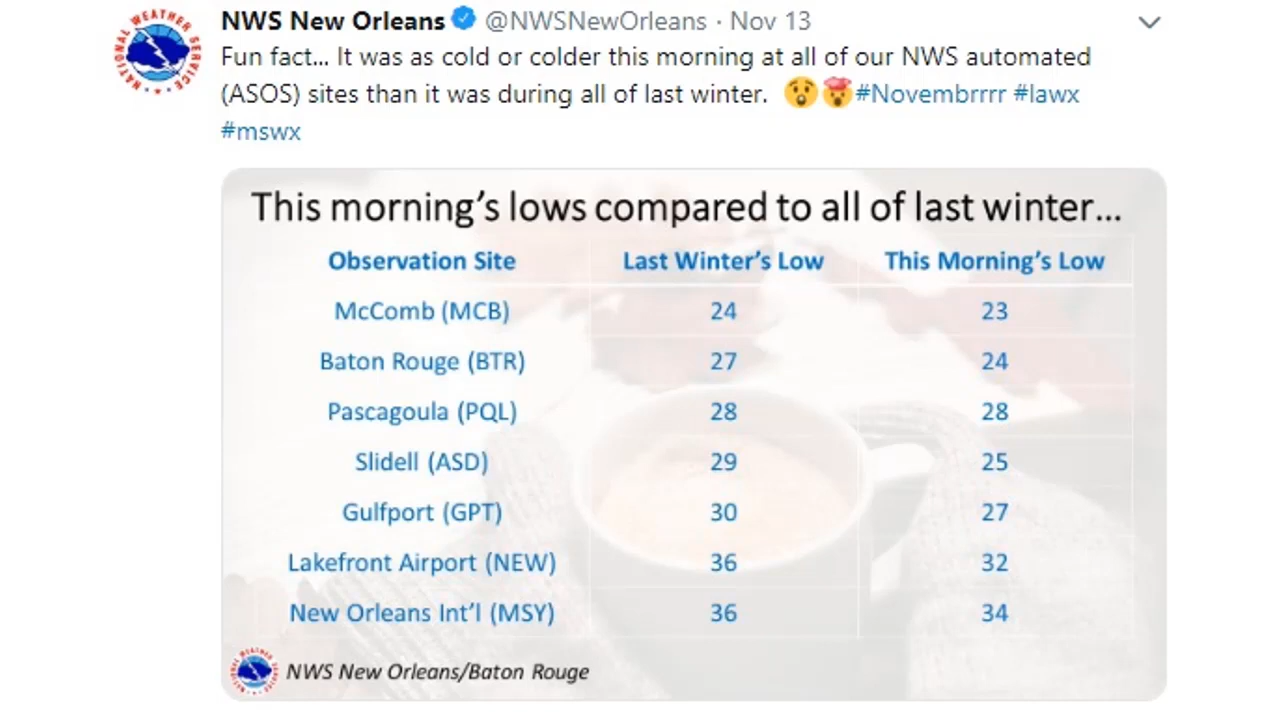 NWS New Orleans @NWSNewOrleans · Nov 13
Fun fact... It was as cold or colder this morning at all of our NWS automated
(ASOS) sites than it was during all of last winter. 😲🤯#Novembrrrr #lawx
#mswx
This morning's lows compared to all of last winter...
Observation Site Last Winter's Low This Morning's Low
McComb (MCB) 24 23
Baton Rouge (BTR) 27 24
Pascagoula (PQL) 28 28
Slidell (ASD) 29 25
Gulfport (GPT) 30 27
Lakefront Airport (NEW) 36 32
New Orleans Int'l (MSY) 36 34
NWS New Orleans/Baton Rouge
NATIONAL WEATHER SERVICE